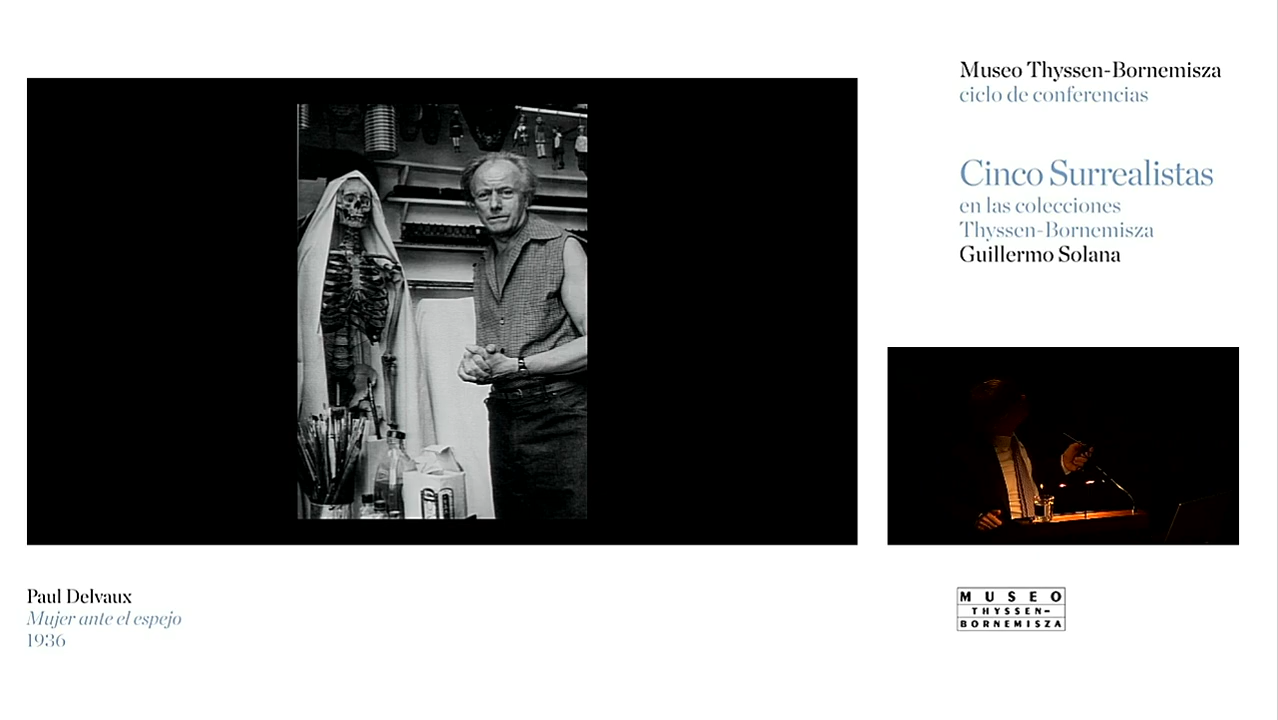 Museo Thyssen-Bornemisza
ciclo de conferencias
Cinco Surrealistas
en las colecciones
Thyssen-Bornemisza
Guillermo Solana
Paul Delvaux
Mujer ante el espejo
1936
MUSEO
THYSSEN-
BORNEMISZA